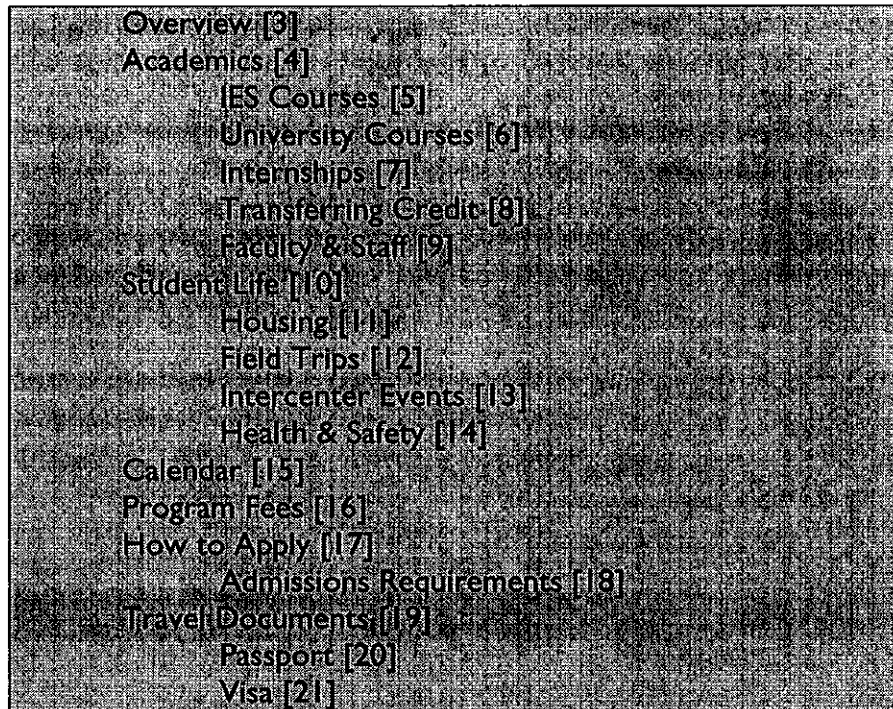 Overview [3]
Academics [4]
IES Courses [5]
University Courses [6]
Internships [7]
Transferring Credit [8]
Faculty & Staff [9]
Student Life [10]
Housing [11]
Field Trips [12]
Intercenter Events [13]
Health & Safety [14]
Calendar [15]
Program Fees [16]
How to Apply [17]
Admissions Requirements [18]
Travel Documents [19]
Passport [20]
Visa [21]